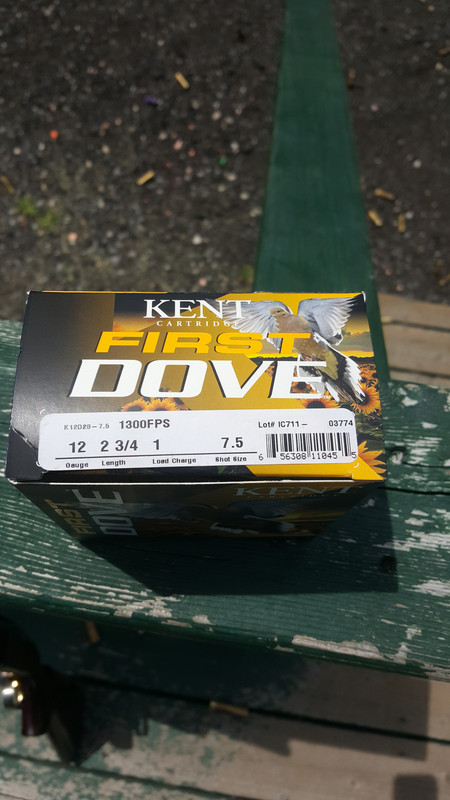 KENT
CARTRIDGE
FIRST
DOVE
K12D28-7.5 1300FPS Lot# IC711- 03774
12 2 3/4 1 7.5
Gauge Length Load Charge Shot Size
6 56308 11045 5
FIRST
DOVE
KENT